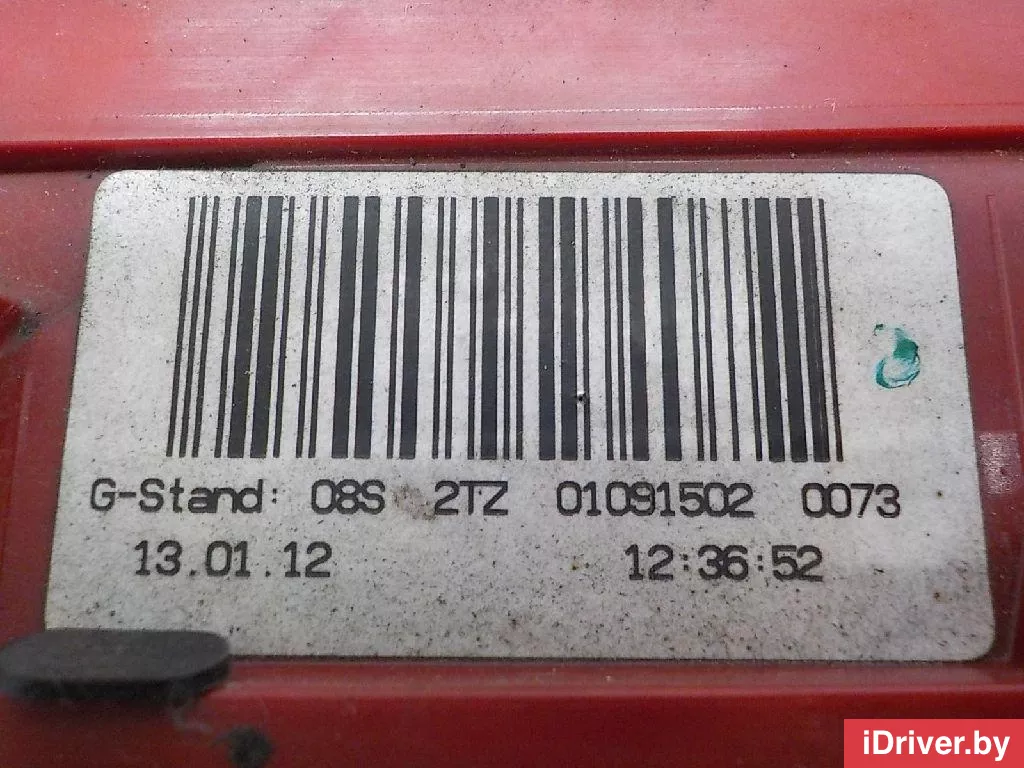 G-Stand: 08S 2TZ 01091502 0073
13.01.12 12:36:52
iDriver.by